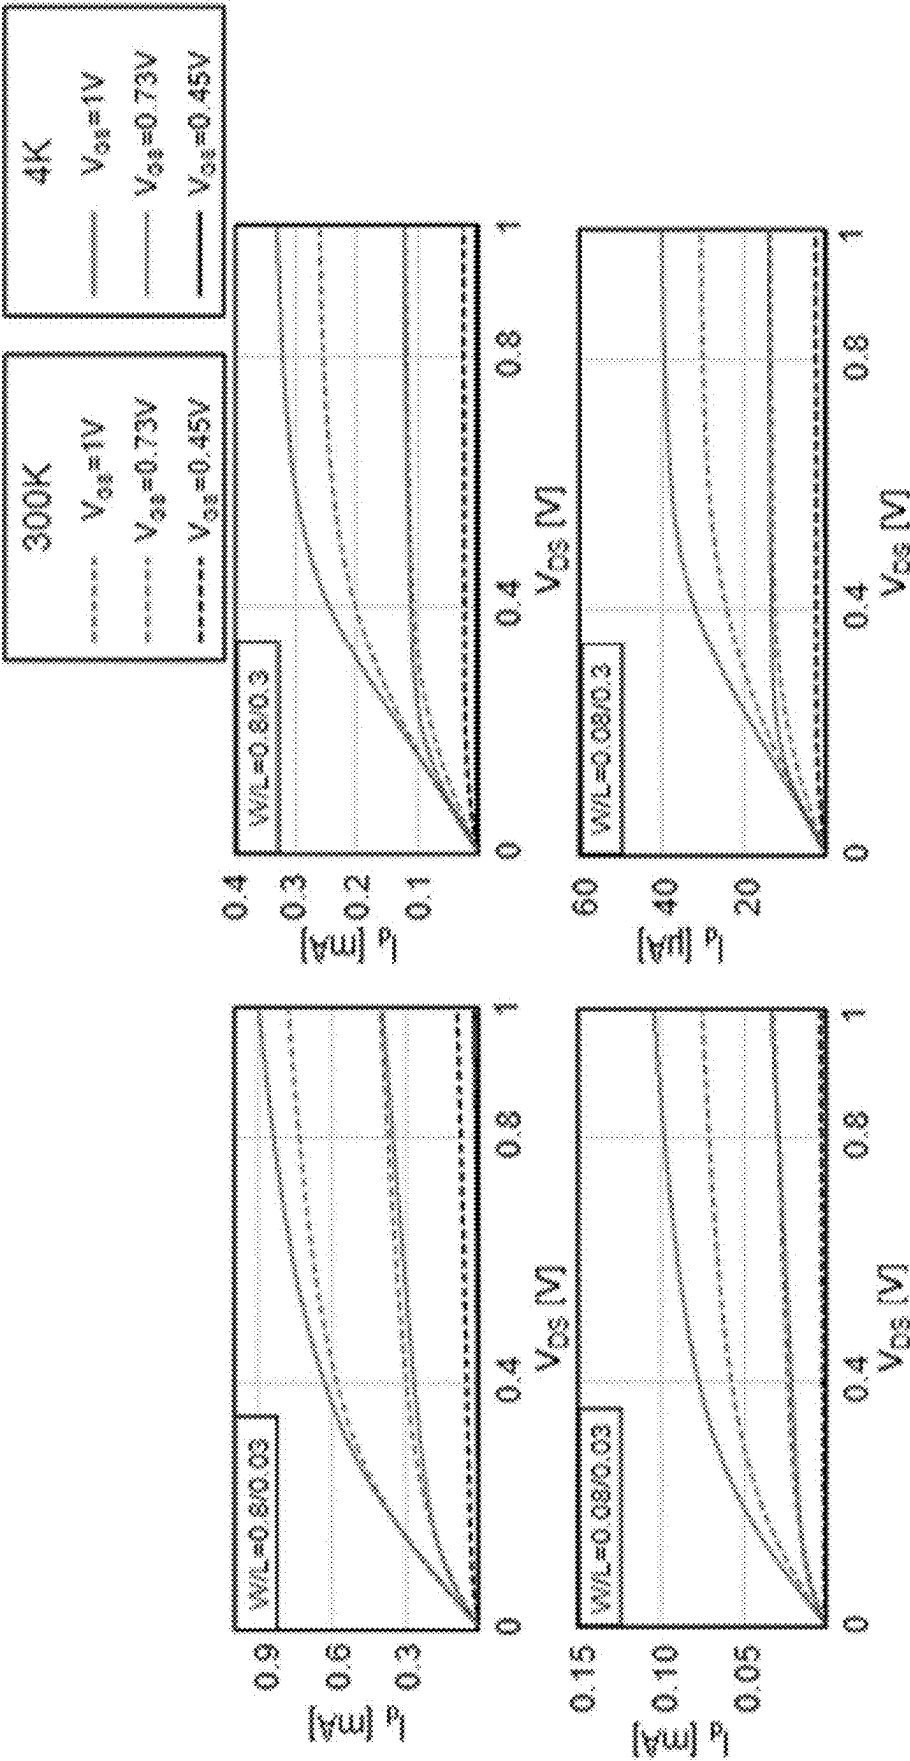 300K
V_GS=1V
V_GS=0.73V
V_GS=0.45V
4K
V_GS=1V
V_GS=0.73V
V_GS=0.45V
W/L=0.8/0.03
0.9
0.6
0.3
I_d [mA]
0
0.4
0.8
1
V_DS [V]
W/L=0.8/0.3
0.4
0.3
0.2
0.1
I_d [mA]
0
0.4
0.8
1
V_DS [V]
W/L=0.08/0.03
0.15
0.10
0.05
I_d [mA]
0
0.4
0.8
1
V_DS [V]
W/L=0.08/0.3
60
40
20
I_d [µA]
0
0.4
0.8
1
V_DS [V]